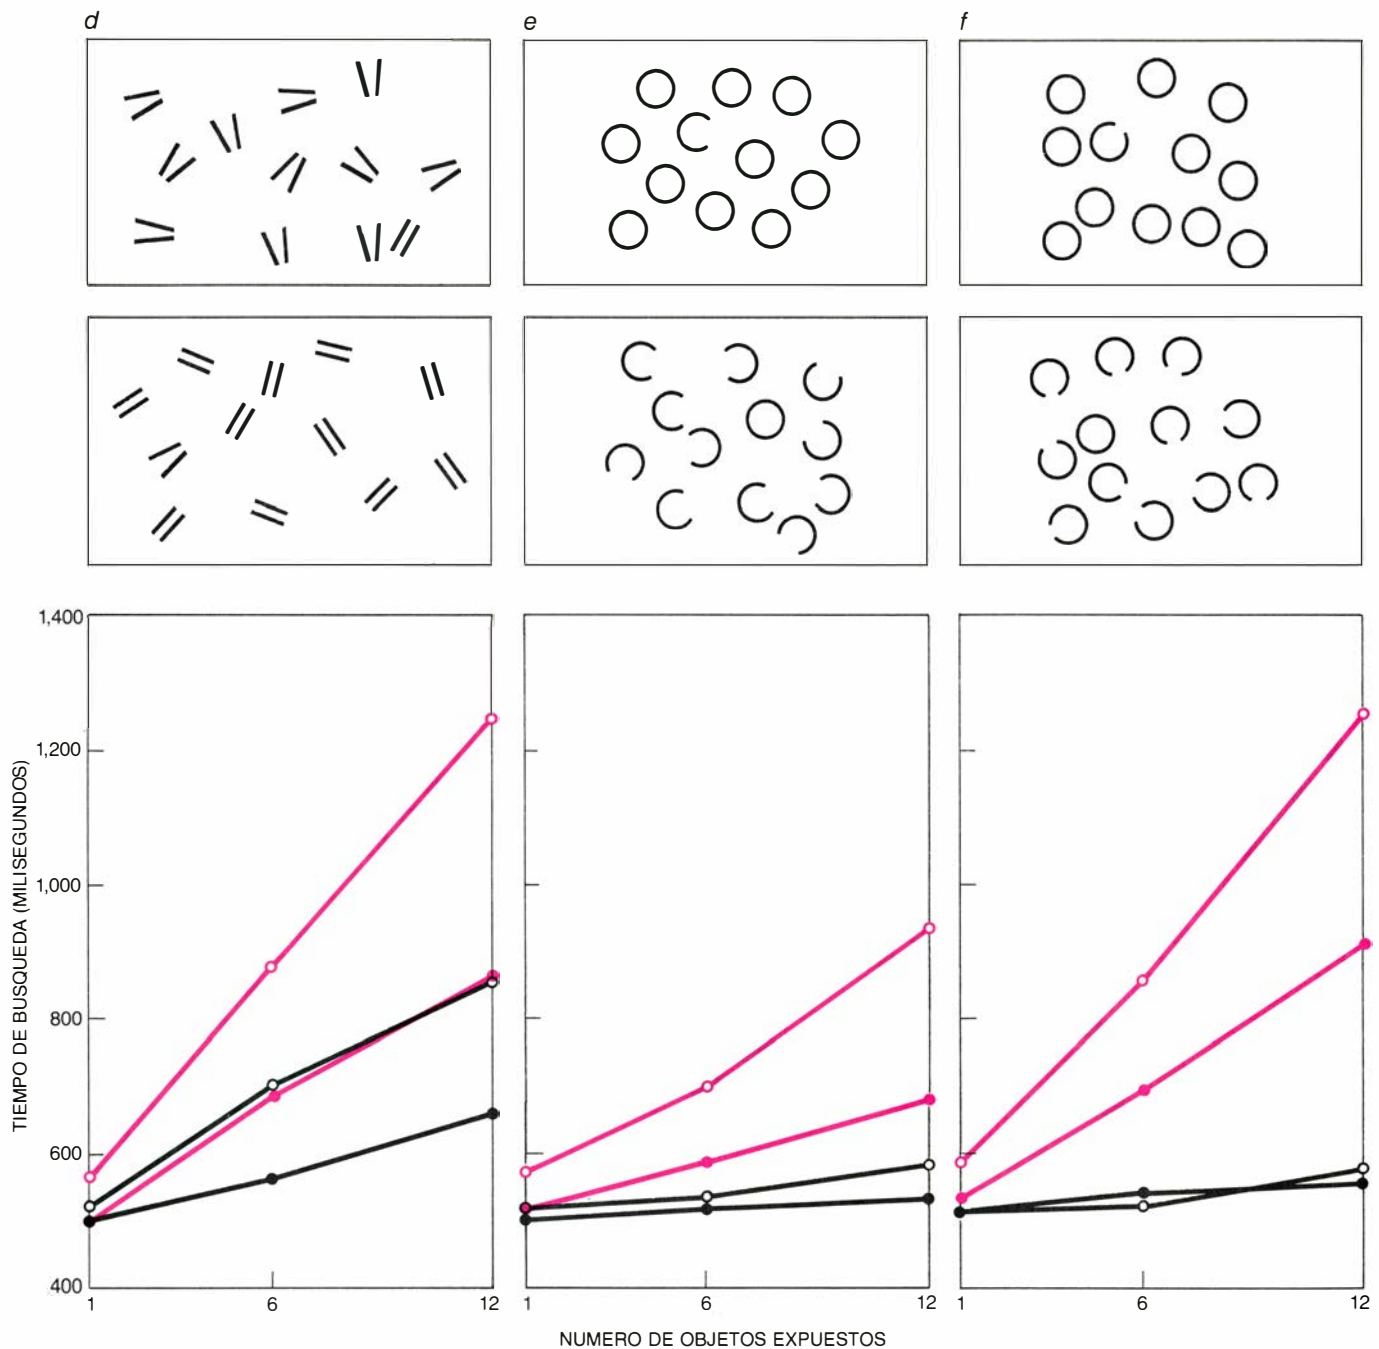 d e f
1,400
1,200
1,000
800
600
400
TIEMPO DE BUSQUEDA (MILISEGUNDOS)
1 6 12 1 6 12 1 6 12
NUMERO DE OBJETOS EXPUESTOS